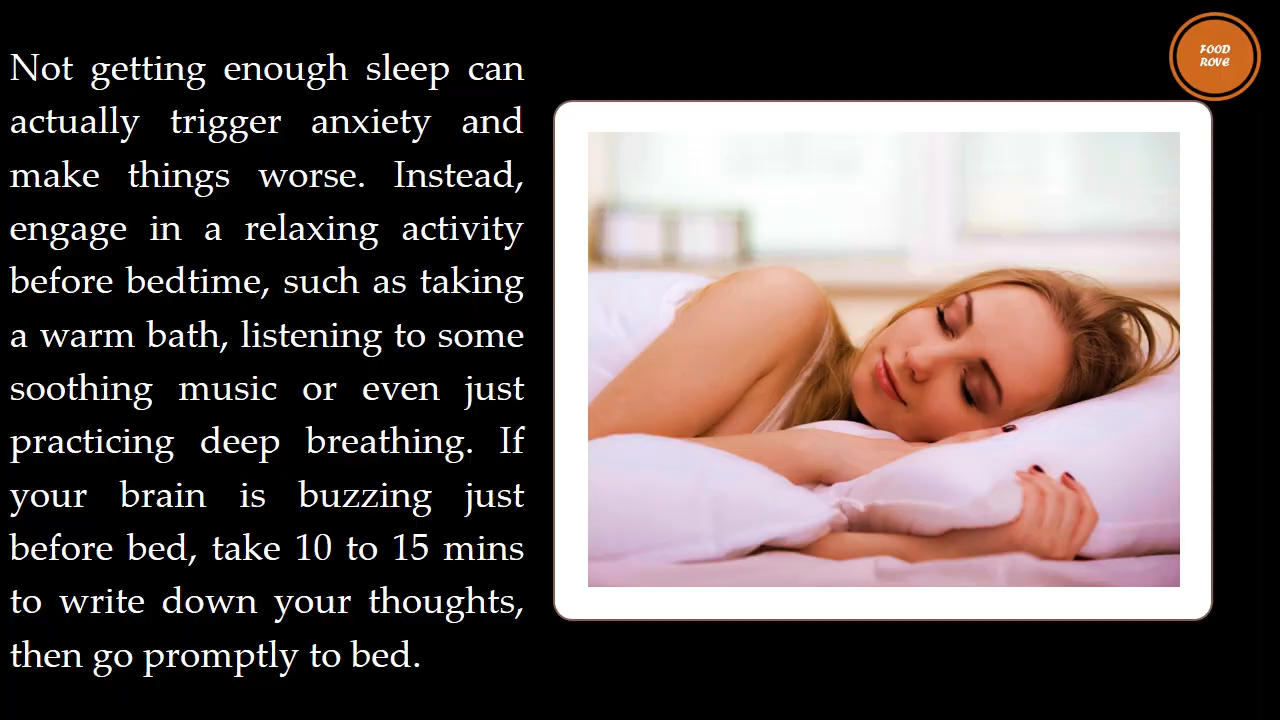 Not getting enough sleep can
actually trigger anxiety and
make things worse. Instead,
engage in a relaxing activity
before bedtime, such as taking
a warm bath, listening to some
soothing music or even just
practicing deep breathing. If
your brain is buzzing just
before bed, take 10 to 15 mins
to write down your thoughts,
then go promptly to bed.
FOOD
ROVE